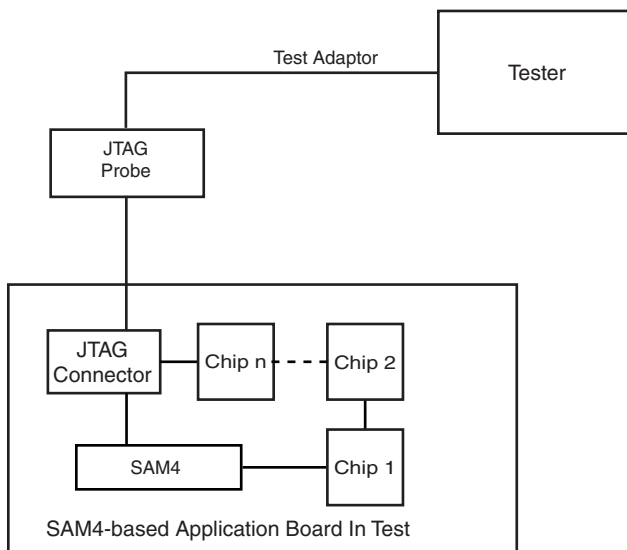 Test Adaptor
Tester
JTAG
Probe
JTAG
Connector
Chip n
Chip 2
SAM4
Chip 1
SAM4-based Application Board In Test